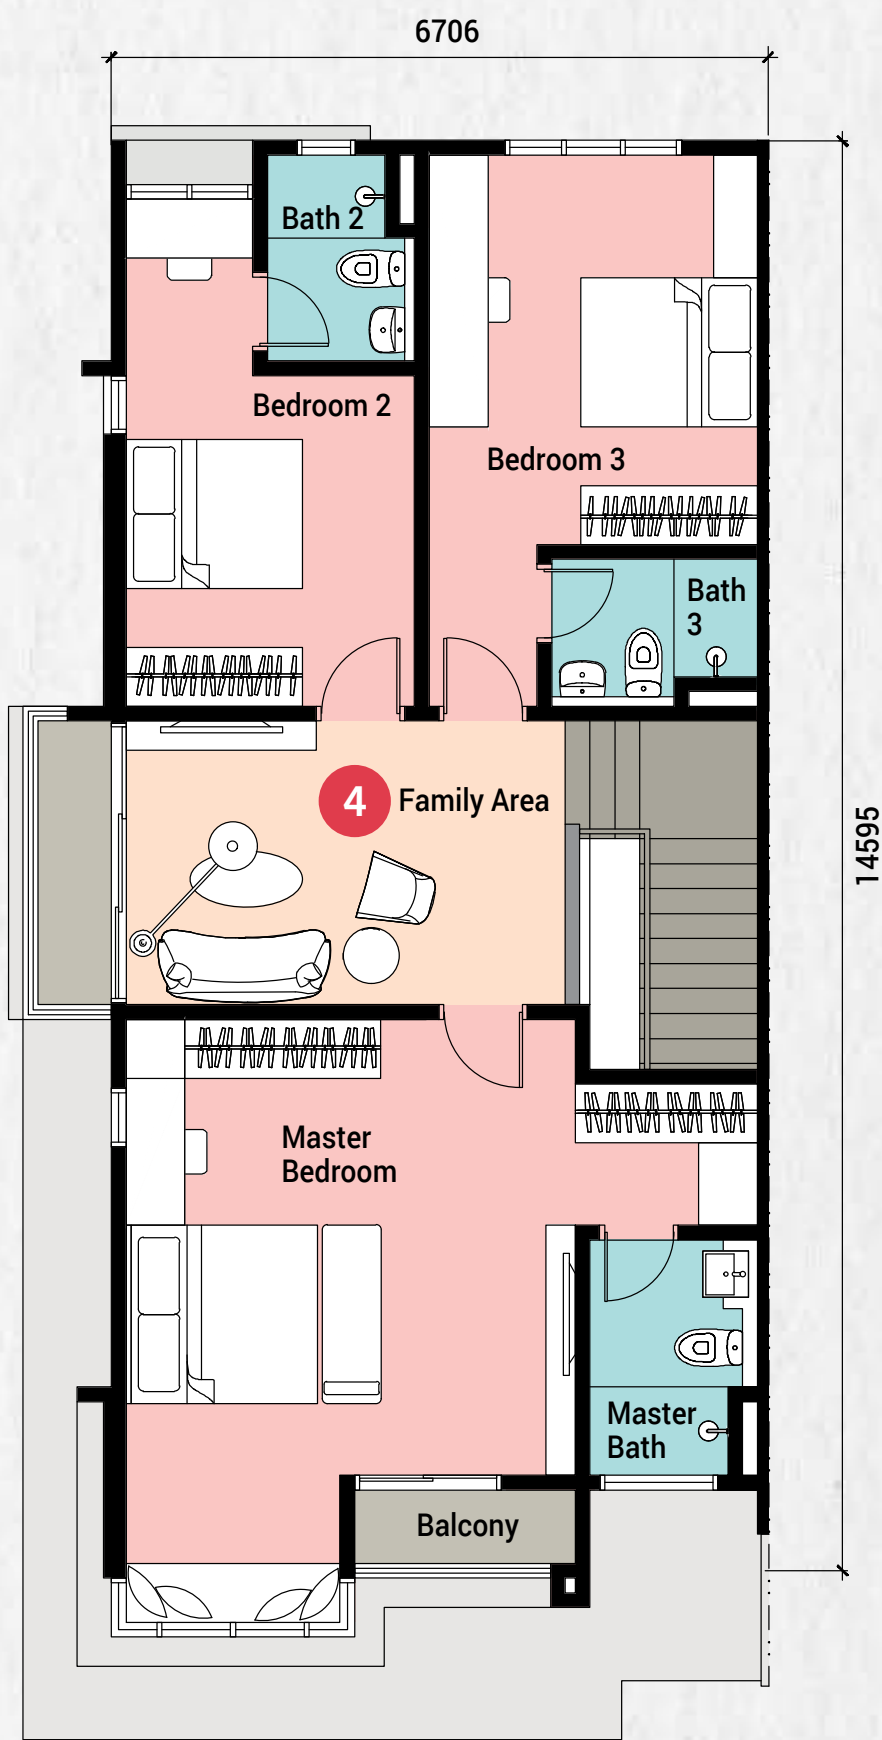 6706
Bath 2
Bedroom 2
Bedroom 3
Bath
3
4 Family Area
14595
Master
Bedroom
Master
Bath
Balcony